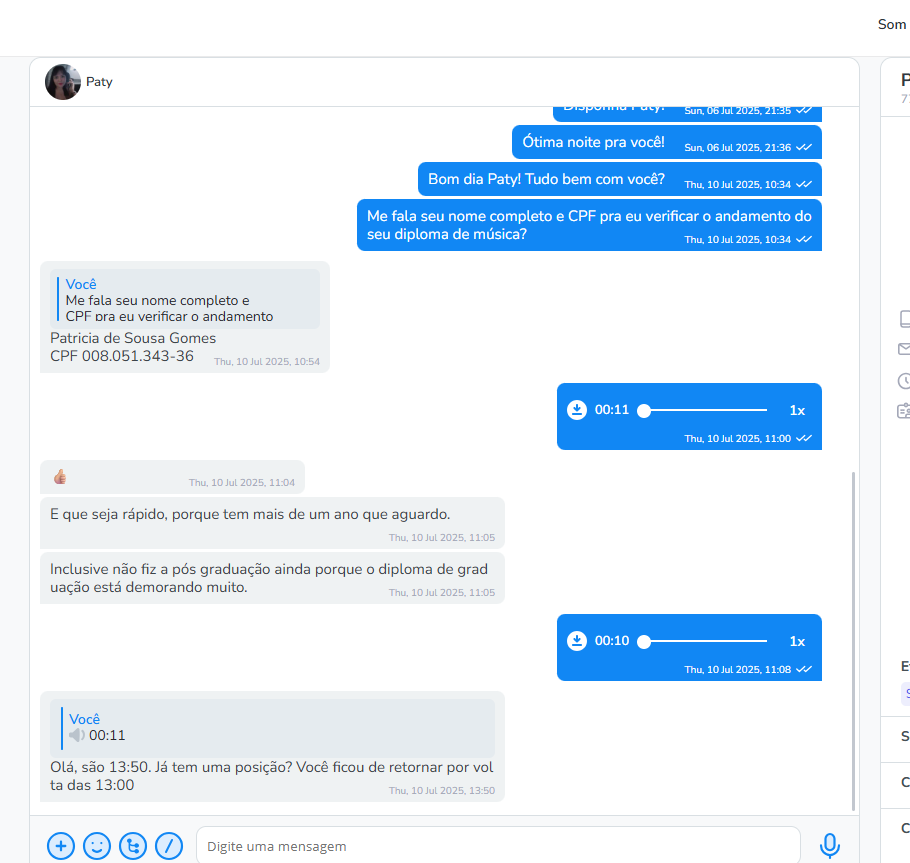 Som
Paty
Disponha Paty!
Sun, 06 Jul 2025, 21:35
Ótima noite pra você!
Sun, 06 Jul 2025, 21:36
Bom dia Paty! Tudo bem com você?
Thu, 10 Jul 2025, 10:34
Me fala seu nome completo e CPF pra eu verificar o andamento do
seu diploma de música?
Thu, 10 Jul 2025, 10:34
Você
Me fala seu nome completo e
CPF pra eu verificar o andamento
Patricia de Sousa Gomes
CPF 008.051.343-36
Thu, 10 Jul 2025, 10:54
00:11
1x
Thu, 10 Jul 2025, 11:00
Thu, 10 Jul 2025, 11:04
E que seja rápido, porque tem mais de um ano que aguardo.
Thu, 10 Jul 2025, 11:05
Inclusive não fiz a pós graduação ainda porque o diploma de grad
uação está demorando muito.
Thu, 10 Jul 2025, 11:05
00:10
1x
Thu, 10 Jul 2025, 11:08
Você
00:11
Olá, são 13:50. Já tem uma posição? Você ficou de retornar por vol
ta das 13:00
Thu, 10 Jul 2025, 13:50
Digite uma mensagem